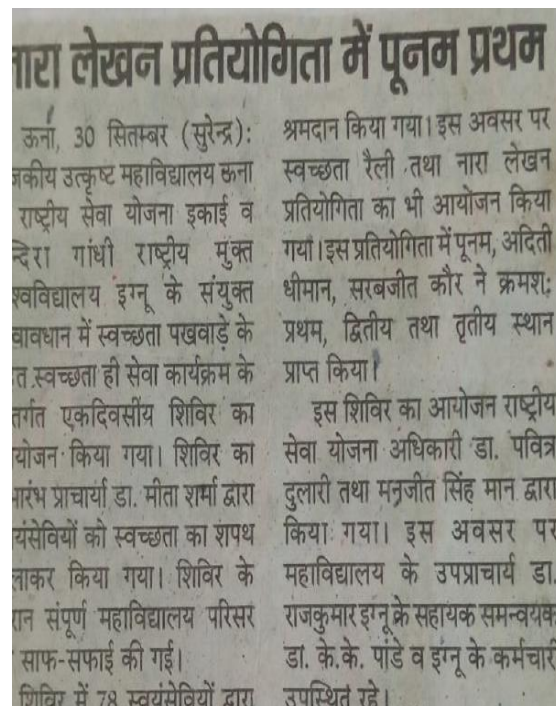 नारा लेखन प्रतियोगिता में पूनम प्रथम
ऊना, 30 सितम्बर (सुरेन्द्र):
जकीय उत्कृष्ट महाविद्यालय ऊना
राष्ट्रीय सेवा योजना इकाई व
न्दिरा गांधी राष्ट्रीय मुक्त
श्वविद्यालय इग्नू के संयुक्त
वावधान में स्वच्छता पखवाड़े के
त स्वच्छता ही सेवा कार्यक्रम के
तर्गत एकदिवसीय शिविर का
योजन किया गया। शिविर का
भारंभ प्राचार्या डा. मीता शर्मा द्वारा
यंसेवियों को स्वच्छता का शपथ
लाकर किया गया। शिविर के
रान संपूर्ण महाविद्यालय परिसर
साफ-सफाई की गई।
शिविर में 78 स्वयंसेवियों द्वारा
श्रमदान किया गया। इस अवसर पर
स्वच्छता रैली तथा नारा लेखन
प्रतियोगिता का भी आयोजन किया
गया। इस प्रतियोगिता में पूनम, अदिती
धीमान, सरबजीत कौर ने क्रमश:
प्रथम, द्वितीय तथा तृतीय स्थान
प्राप्त किया।
इस शिविर का आयोजन राष्ट्रीय
सेवा योजना अधिकारी डा. पवित्र
दुलारी तथा मनजीत सिंह मान द्वारा
किया गया। इस अवसर पर
महाविद्यालय के उपप्राचार्य डा.
राजकुमार इग्नू के सहायक समन्वयक
डा. के.के. पांडे व इग्नू के कर्मचारी
उपस्थित रहे।